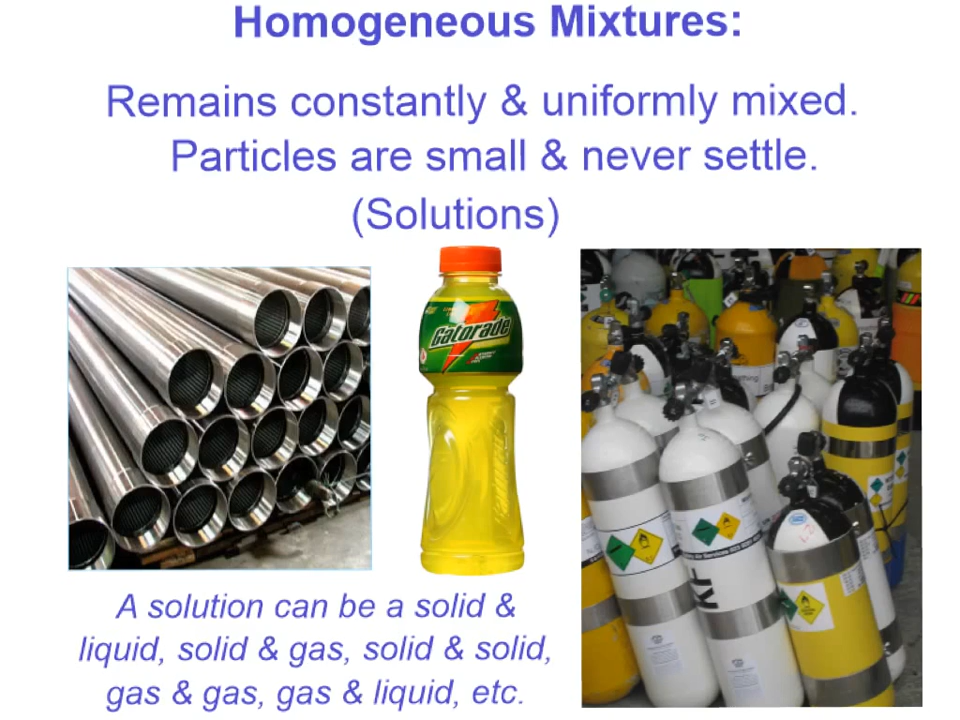 Homogeneous Mixtures:
Remains constantly & uniformly mixed.
Particles are small & never settle.
(Solutions)
Gatorade
A solution can be a solid &
liquid, solid & gas, solid & solid,
gas & gas, gas & liquid, etc.